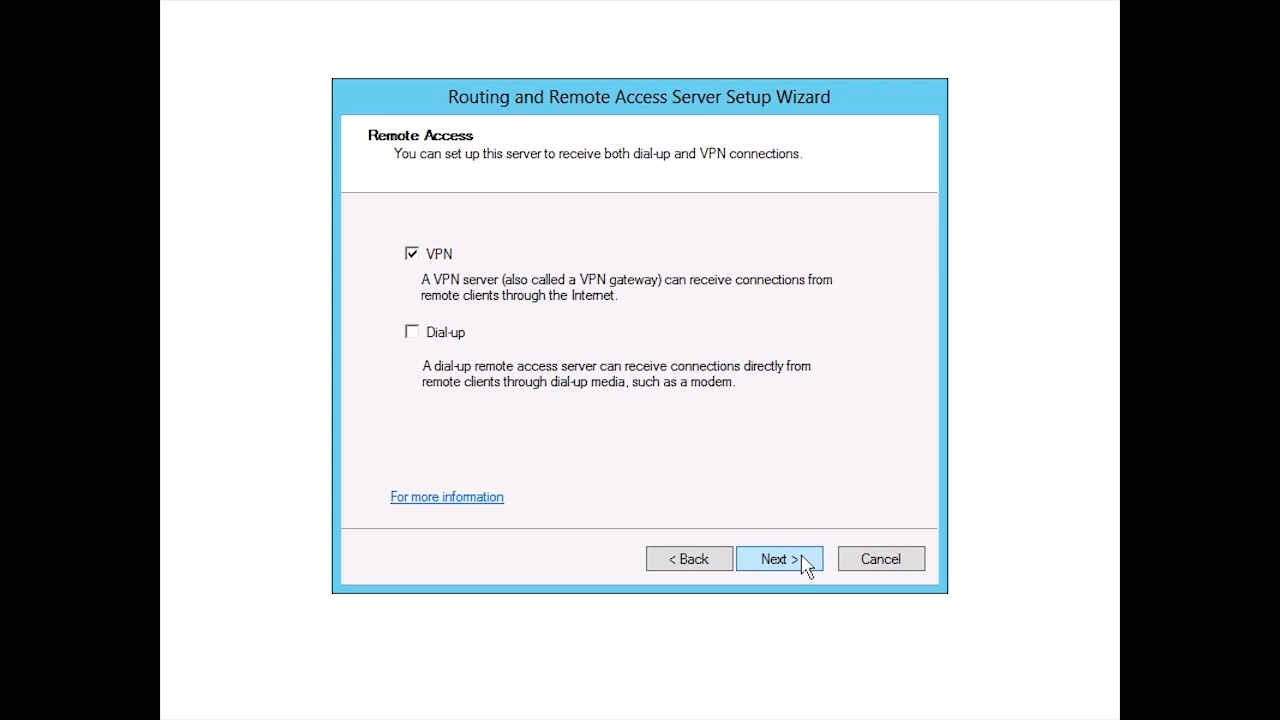 Routing and Remote Access Server Setup Wizard
Remote Access
You can set up this server to receive both dial-up and VPN connections.
VPN
A VPN server (also called a VPN gateway) can receive connections from
remote clients through the Internet.
Dial-up
A dial-up remote access server can receive connections directly from
remote clients through dial-up media, such as a modem.
For more information
< Back
Next >
Cancel